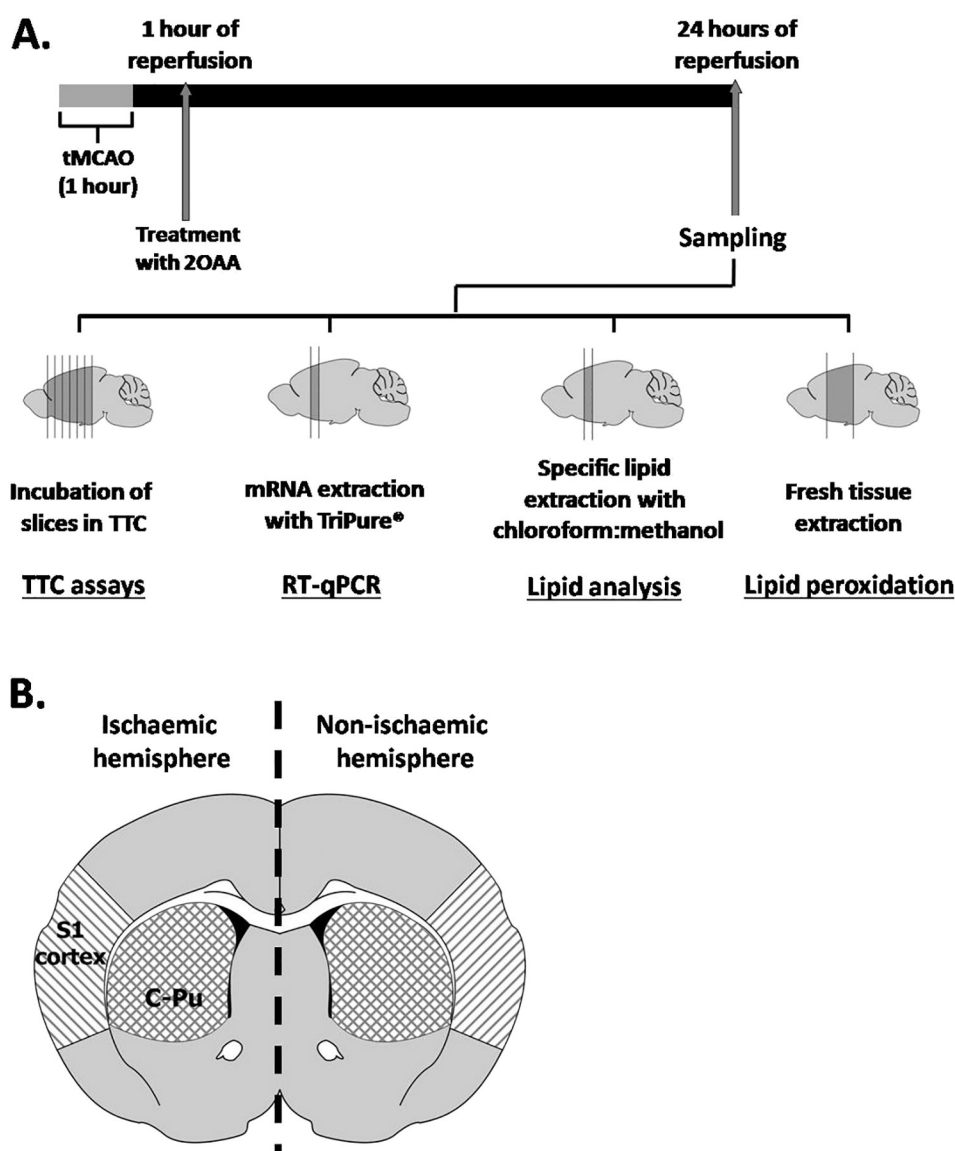 A.
1 hour of
reperfusion
24 hours of
reperfusion
tMCAO
(1 hour)
Treatment
with 2OAA
Sampling
Incubation of
slices in TTC
TTC assays
mRNA extraction
with TriPure®
RT-qPCR
Specific lipid
extraction with
chloroform:methanol
Lipid analysis
Fresh tissue
extraction
Lipid peroxidation
B.
Ischaemic
hemisphere
Non-ischaemic
hemisphere
S1
cortex
C-Pu